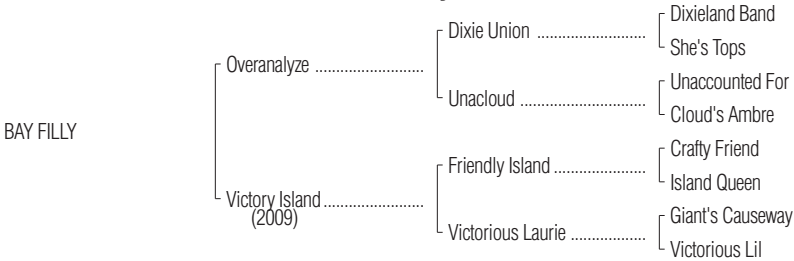 Dixieland Band
Dixie Union ........................
She's Tops
Overanalyze ........................
Unaccounted For
Unacloud ............................
Cloud's Ambre
BAY FILLY
Crafty Friend
Friendly Island ....................
Island Queen
Victory Island ......................
(2009)
Giant's Causeway
Victorious Laurie .................
Victorious Lil